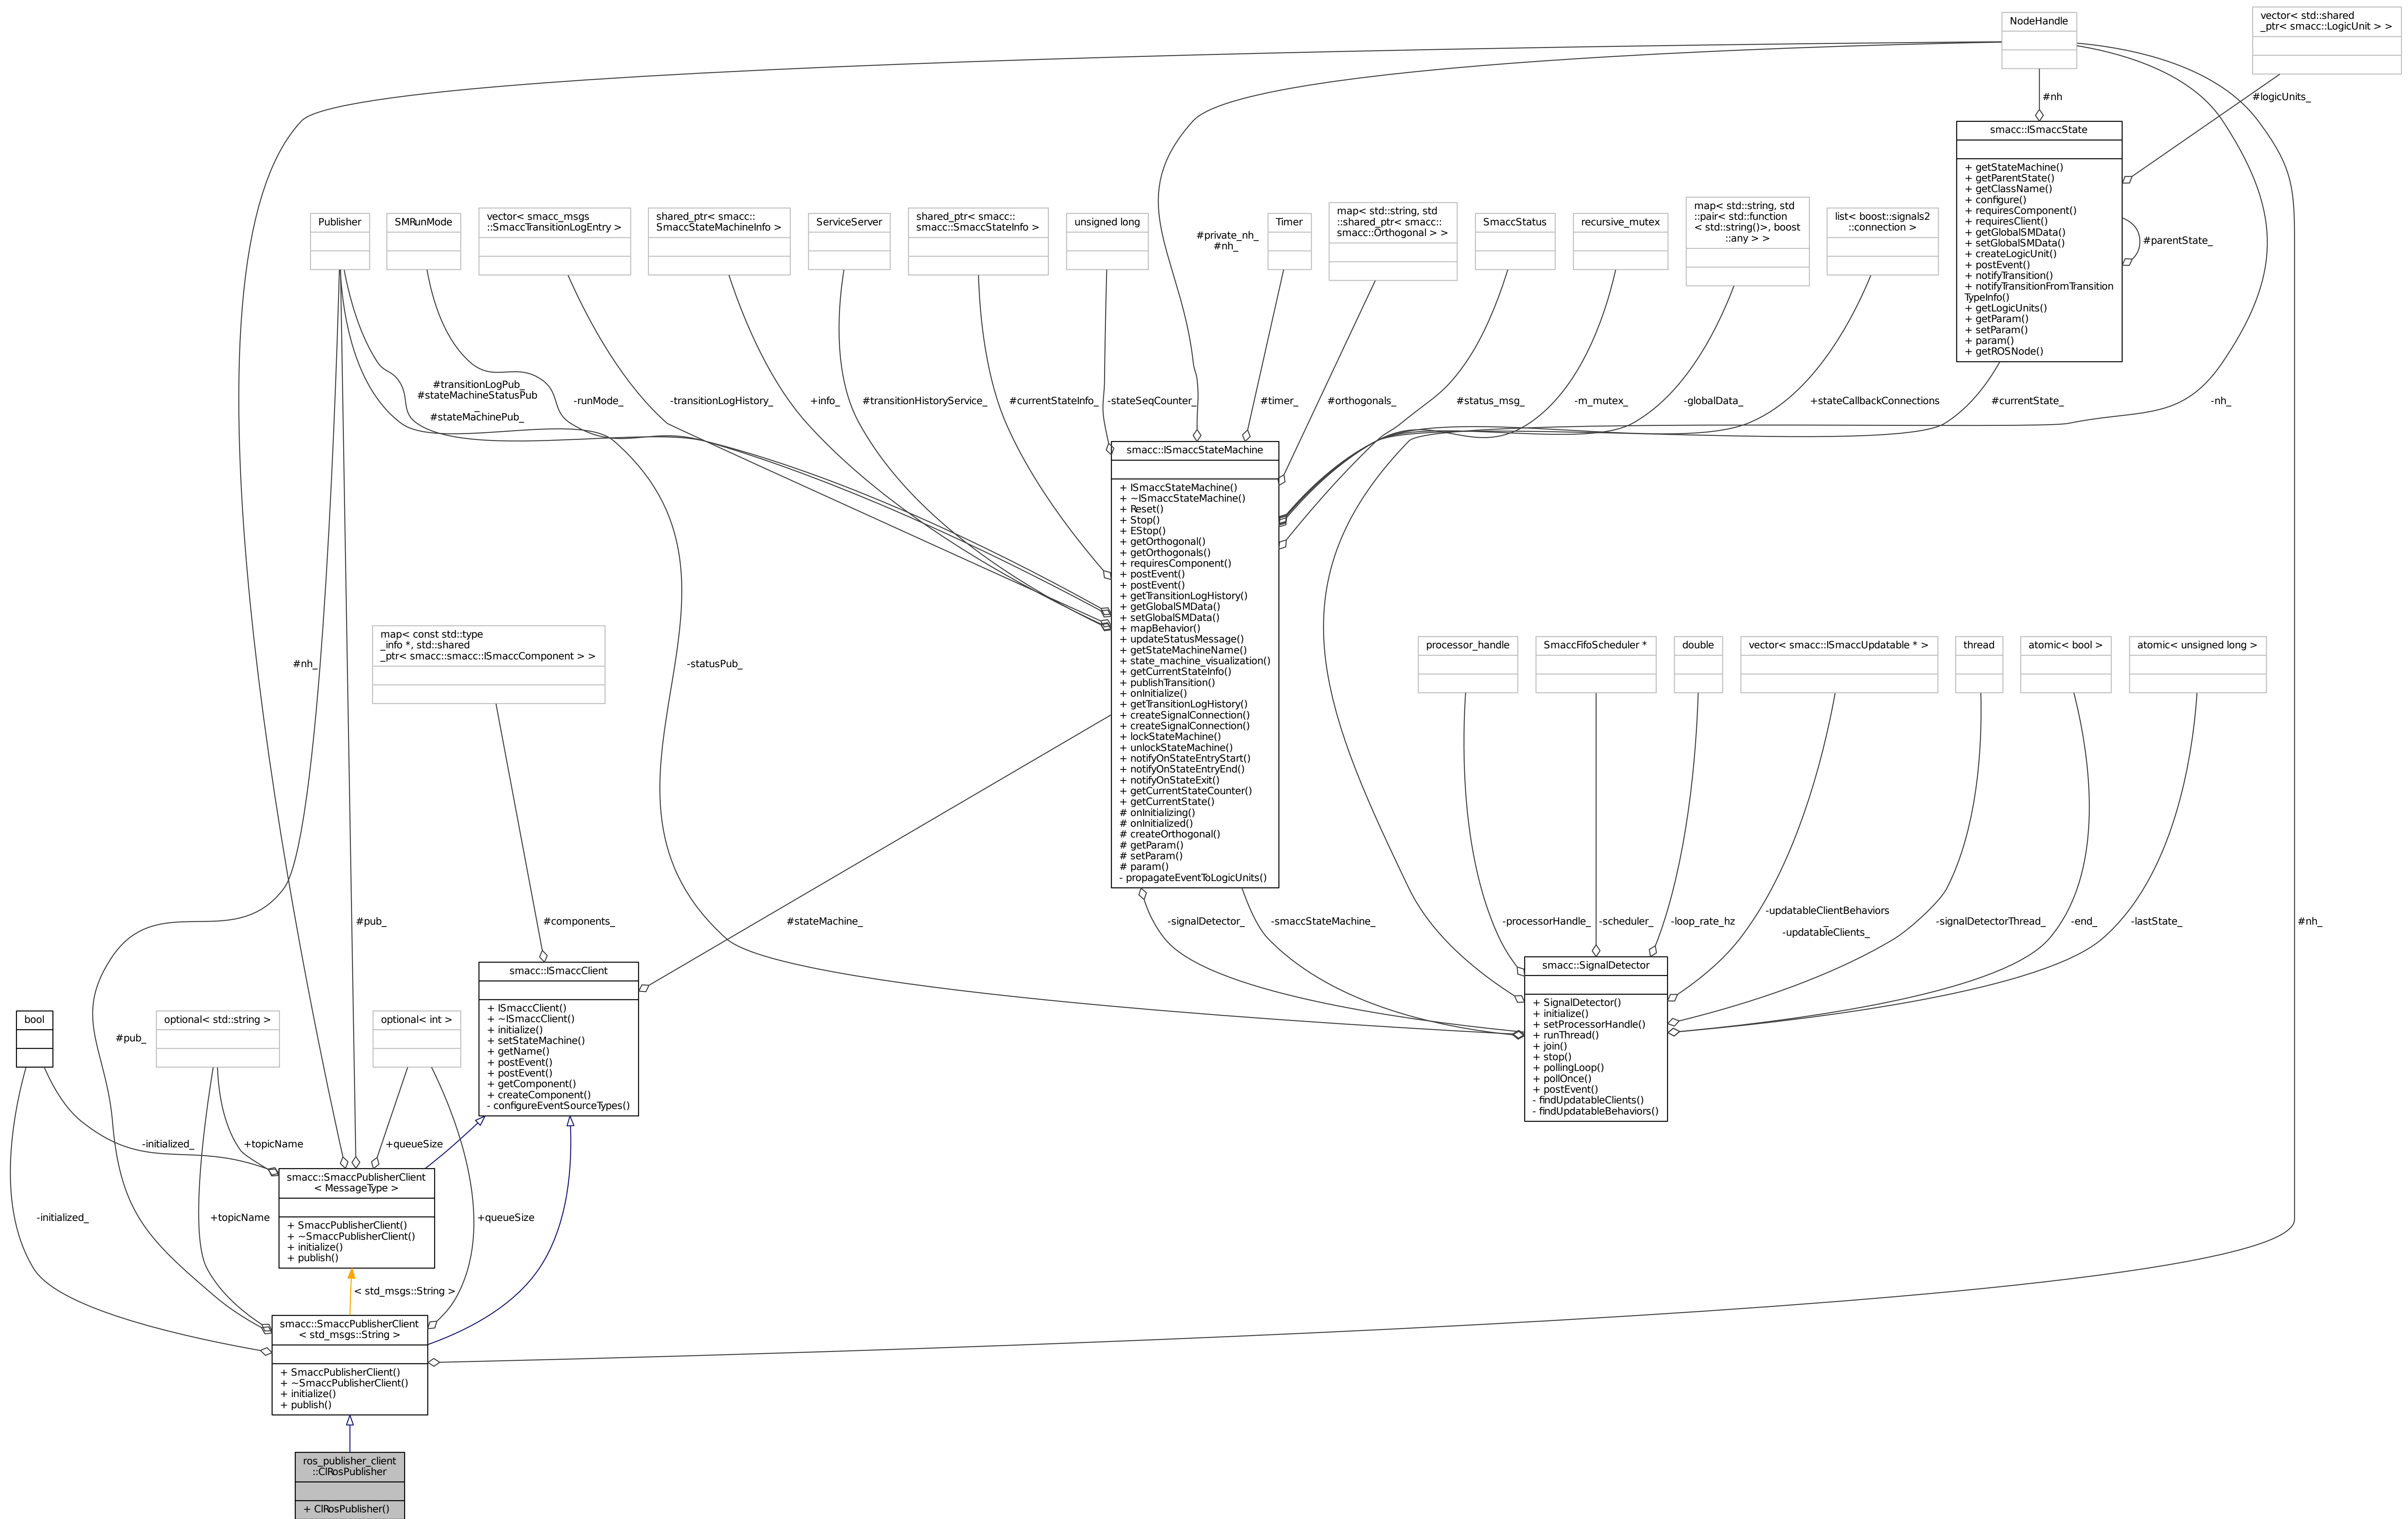 NodeHandle
vector< std::shared
_ptr< smacc::LogicUnit > >
#nh
#logicUnits_
smacc::ISmaccState
+ getStateMachine()
+ getParentState()
+ getClassName()
+ configure()
+ requiresComponent()
+ requiresClient()
+ getGlobalSMData()
+ setGlobalSMData()
+ createLogicUnit()
+ postEvent()
+ notifyTransition()
+ notifyTransitionFromTransition
TypeInfo()
+ getLogicUnits()
+ getParam()
+ setParam()
+ param()
+ getROSNode()
#parentState_
Publisher
SMRunMode
vector< smacc_msgs
::SmaccTransitionLogEntry >
shared_ptr< smacc::
SmaccStateMachineInfo >
ServiceServer
shared_ptr< smacc::
smacc::SmaccStateInfo >
unsigned long
#private_nh_
#nh_
Timer
map< std::string, std
::shared_ptr< smacc::
smacc::Orthogonal > >
SmaccStatus
recursive_mutex
map< std::string, std
::pair< std::function
< std::string()>, boost
::any > >
list< boost::signals2
::connection >
#transitionLogPub_
#stateMachineStatusPub
_
#stateMachinePub_
-runMode_
-transitionLogHistory_
+info_
#transitionHistoryService_
#currentStateInfo_
-stateSeqCounter_
#timer_
#orthogonals_
#status_msg_
-m_mutex_
-globalData_
+stateCallbackConnections
#currentState_
-nh_
smacc::ISmaccStateMachine
+ ISmaccStateMachine()
+ ~ISmaccStateMachine()
+ Reset()
+ Stop()
+ EStop()
+ getOrthogonal()
+ getOrthogonals()
+ requiresComponent()
+ postEvent()
+ postEvent()
+ getTransitionLogHistory()
+ getGlobalSMData()
+ setGlobalSMData()
+ mapBehavior()
+ updateStatusMessage()
+ getStateMachineName()
+ state_machine_visualization()
+ getCurrentStateInfo()
+ publishTransition()
+ onInitialize()
+ getTransitionLogHistory()
+ createSignalConnection()
+ createSignalConnection()
+ lockStateMachine()
+ unlockStateMachine()
+ notifyOnStateEntryStart()
+ notifyOnStateEntryEnd()
+ notifyOnStateExit()
+ getCurrentStateCounter()
+ getCurrentState()
# onInitializing()
# onInitialized()
# createOrthogonal()
# getParam()
# setParam()
# param()
- propagateEventToLogicUnits()
map< const std::type
_info *, std::shared
_ptr< smacc::smacc::ISmaccComponent > >
#nh_
-statusPub_
processor_handle
SmaccFifoScheduler *
double
vector< smacc::ISmaccUpdatable * >
thread
atomic< bool >
atomic< unsigned long >
#pub_
#components_
#stateMachine_
-signalDetector_
-smaccStateMachine_
-processorHandle_
-scheduler_
-loop_rate_hz
-updatableClientBehaviors
_
-updatableClients_
-signalDetectorThread_
-end_
-lastState_
#nh_
smacc::ISmaccClient
+ ISmaccClient()
+ ~ISmaccClient()
+ initialize()
+ setStateMachine()
+ getName()
+ postEvent()
+ postEvent()
+ getComponent()
+ createComponent()
- configureEventSourceTypes()
smacc::SignalDetector
+ SignalDetector()
+ initialize()
+ setProcessorHandle()
+ runThread()
+ join()
+ stop()
+ pollingLoop()
+ pollOnce()
+ postEvent()
- findUpdatableClients()
- findUpdatableBehaviors()
bool
#pub_
optional< std::string >
optional< int >
-initialized_
+topicName
+queueSize
smacc::SmaccPublisherClient
< MessageType >
+ SmaccPublisherClient()
+ ~SmaccPublisherClient()
+ initialize()
+ publish()
-initialized_
+topicName
+queueSize
< std_msgs::String >
smacc::SmaccPublisherClient
< std_msgs::String >
+ SmaccPublisherClient()
+ ~SmaccPublisherClient()
+ initialize()
+ publish()
ros_publisher_client
::ClRosPublisher
+ ClRosPublisher()